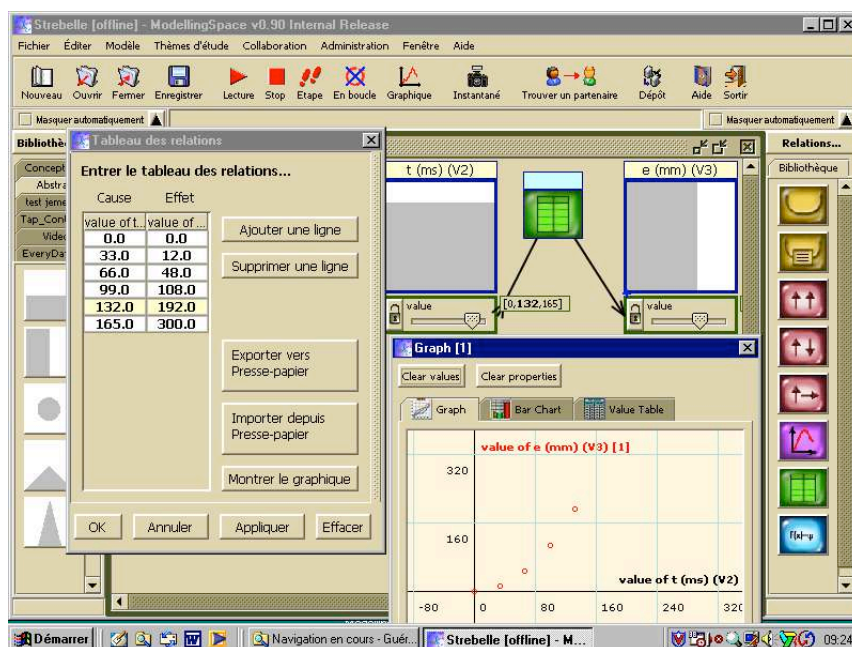 Strebelle [offline] - ModellingSpace v0.90 Internal Release
Fichier Éditer Modèle Thèmes d'étude Collaboration Administration Fenêtre Aide
Nouveau Ouvrir Fermer Enregistrer Lecture Stop Etape En boucle Graphique Instantané Trouver un partenaire Dépôt Aide Sortir
Masquer automatiquement Masquer automatiquement
Tableau des relations
Relations...
Bibliothèque
Concept
Abstra
test jeme
Video
EveryDa
Entrer le tableau des relations...
Cause Effet
value of t... value of ...
0.0 0.0
33.0 12.0
66.0 48.0
99.0 108.0
132.0 192.0
165.0 300.0
Ajouter une ligne
Supprimer une ligne
Exporter vers
Presse-papier
Importer depuis
Presse-papier
Montrer le graphique
OK Annuler Appliquer Effacer
t (ms) (V2) e (mm) (V3)
value [0,132,165] value
Graph [1]
Clear values Clear properties
Graph Bar Chart Value Table
value of e (mm) (V3) [1]
320
160
value of t (ms) (V2)
-80 0 80 160 240 320
Démarrer Navigation en cours - Guér... Strebelle [offline] - M... 09:24